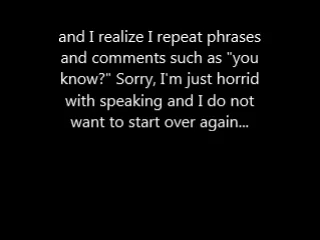 and I realize I repeat phrases
and comments such as "you
know?" Sorry, I'm just horrid
with speaking and I do not
want to start over again...